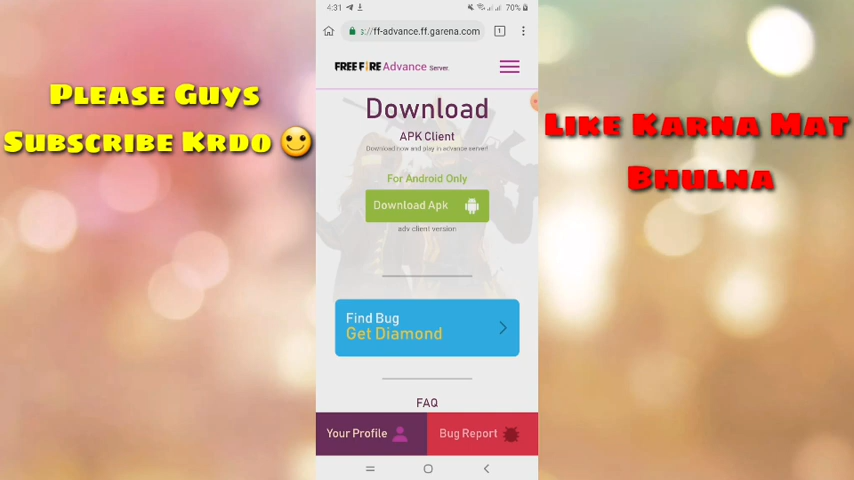 Please Guys
Subscribe Krdo
4:31
70%
://ff-advance.ff.garena.com
1
FREE FIRE Advance Server.
Download
APK Client
Download now and play in advance server!
For Android Only
Download Apk
adv client version
Find Bug
Get Diamond
FAQ
Your Profile
Bug Report
Like Karna Mat
Bhulna